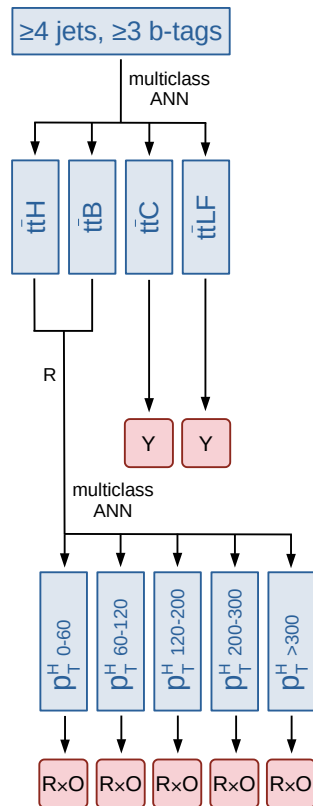 ≥4 jets, ≥3 b-tags
multiclass
ANN
tt̄H
tt̄B
tt̄C
tt̄LF
R
Y
Y
multiclass
ANN
p_T^H 0-60
p_T^H 60-120
p_T^H 120-200
p_T^H 200-300
p_T^H >300
R×O
R×O
R×O
R×O
R×O